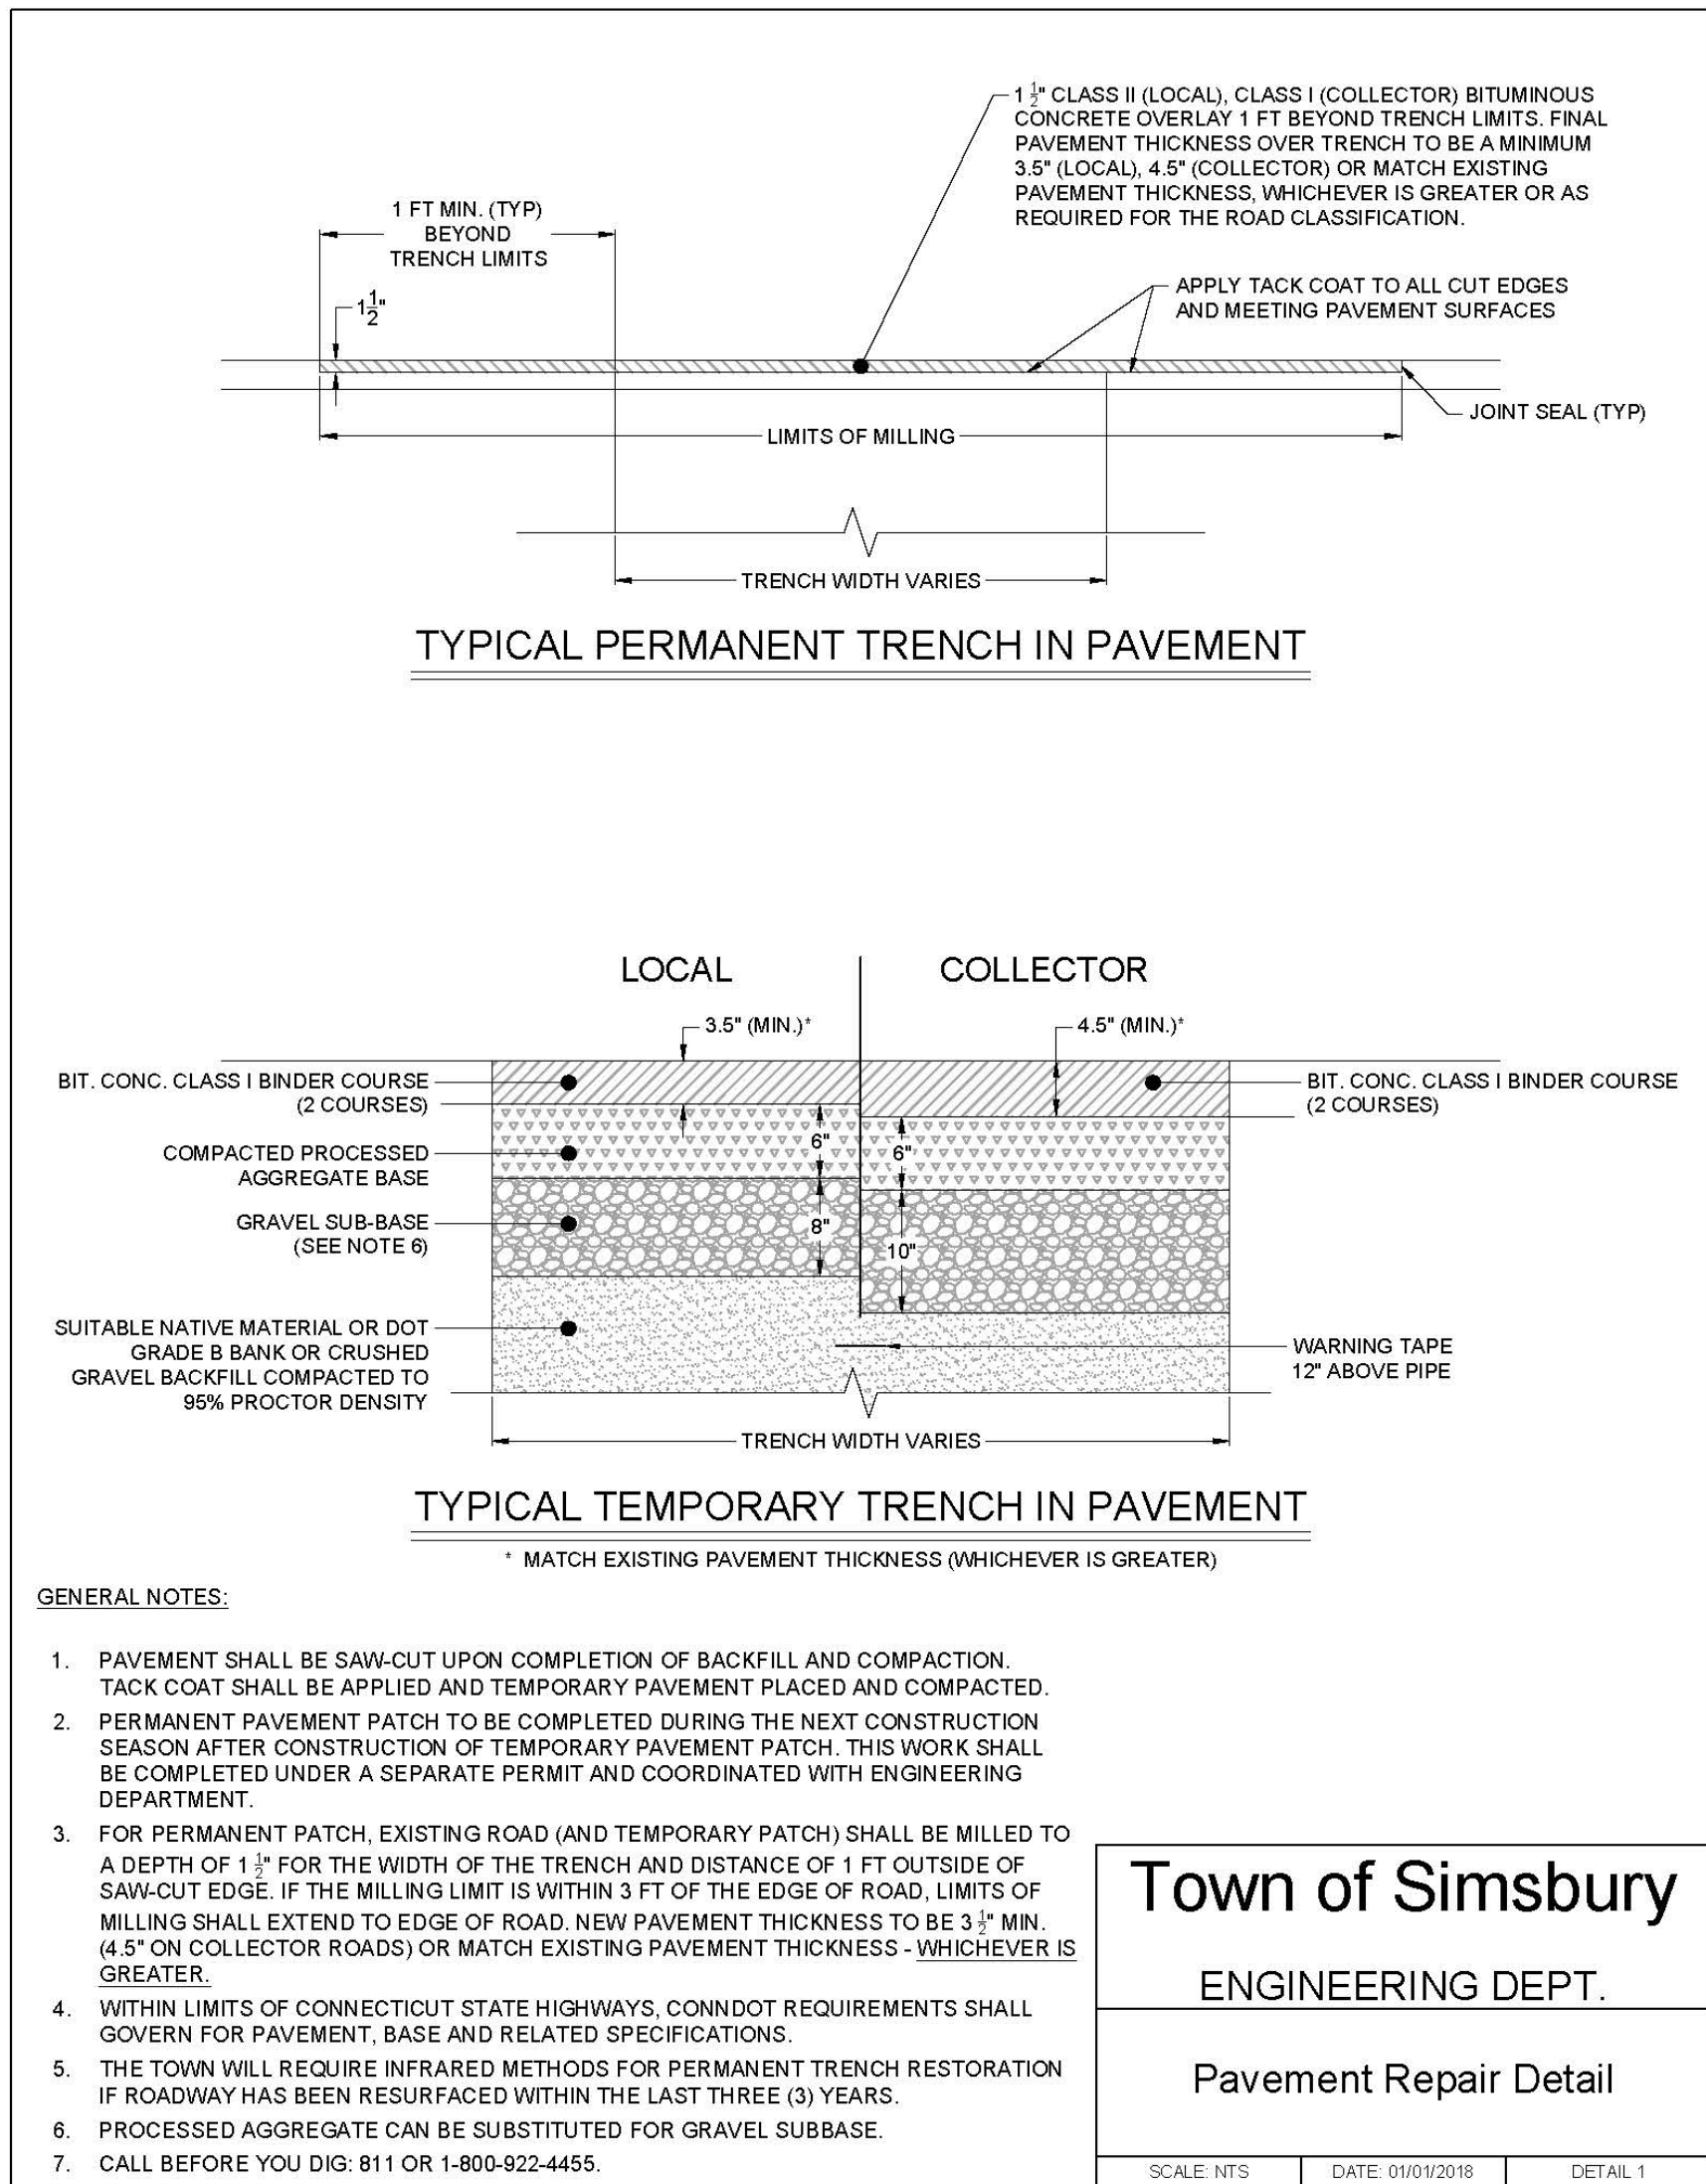 1 1/2" CLASS II (LOCAL), CLASS I (COLLECTOR) BITUMINOUS
CONCRETE OVERLAY 1 FT BEYOND TRENCH LIMITS. FINAL
PAVEMENT THICKNESS OVER TRENCH TO BE A MINIMUM
3.5" (LOCAL), 4.5" (COLLECTOR) OR MATCH EXISTING
PAVEMENT THICKNESS, WHICHEVER IS GREATER OR AS
REQUIRED FOR THE ROAD CLASSIFICATION.
1 FT MIN. (TYP)
BEYOND
TRENCH LIMITS
APPLY TACK COAT TO ALL CUT EDGES
AND MEETING PAVEMENT SURFACES
1 1/2"
JOINT SEAL (TYP)
LIMITS OF MILLING
TRENCH WIDTH VARIES
TYPICAL PERMANENT TRENCH IN PAVEMENT
LOCAL
COLLECTOR
3.5" (MIN.)*
4.5" (MIN.)*
BIT. CONC. CLASS I BINDER COURSE
(2 COURSES)
BIT. CONC. CLASS I BINDER COURSE
(2 COURSES)
COMPACTED PROCESSED
AGGREGATE BASE
6"
6"
GRAVEL SUB-BASE
(SEE NOTE 6)
8"
10"
SUITABLE NATIVE MATERIAL OR DOT
GRADE B BANK OR CRUSHED
GRAVEL BACKFILL COMPACTED TO
95% PROCTOR DENSITY
WARNING TAPE
12" ABOVE PIPE
TRENCH WIDTH VARIES
TYPICAL TEMPORARY TRENCH IN PAVEMENT
* MATCH EXISTING PAVEMENT THICKNESS (WHICHEVER IS GREATER)
GENERAL NOTES:
1. PAVEMENT SHALL BE SAW-CUT UPON COMPLETION OF BACKFILL AND COMPACTION.
TACK COAT SHALL BE APPLIED AND TEMPORARY PAVEMENT PLACED AND COMPACTED.
2. PERMANENT PAVEMENT PATCH TO BE COMPLETED DURING THE NEXT CONSTRUCTION
SEASON AFTER CONSTRUCTION OF TEMPORARY PAVEMENT PATCH. THIS WORK SHALL
BE COMPLETED UNDER A SEPARATE PERMIT AND COORDINATED WITH ENGINEERING
DEPARTMENT.
3. FOR PERMANENT PATCH, EXISTING ROAD (AND TEMPORARY PATCH) SHALL BE MILLED TO
A DEPTH OF 1 1/2" FOR THE WIDTH OF THE TRENCH AND DISTANCE OF 1 FT OUTSIDE OF
SAW-CUT EDGE. IF THE MILLING LIMIT IS WITHIN 3 FT OF THE EDGE OF ROAD, LIMITS OF
MILLING SHALL EXTEND TO EDGE OF ROAD. NEW PAVEMENT THICKNESS TO BE 3 1/2" MIN.
(4.5" ON COLLECTOR ROADS) OR MATCH EXISTING PAVEMENT THICKNESS - WHICHEVER IS
GREATER.
4. WITHIN LIMITS OF CONNECTICUT STATE HIGHWAYS, CONNDOT REQUIREMENTS SHALL
GOVERN FOR PAVEMENT, BASE AND RELATED SPECIFICATIONS.
5. THE TOWN WILL REQUIRE INFRARED METHODS FOR PERMANENT TRENCH RESTORATION
IF ROADWAY HAS BEEN RESURFACED WITHIN THE LAST THREE (3) YEARS.
6. PROCESSED AGGREGATE CAN BE SUBSTITUTED FOR GRAVEL SUBBASE.
7. CALL BEFORE YOU DIG: 811 OR 1-800-922-4455.
Town of Simsbury
ENGINEERING DEPT.
Pavement Repair Detail
SCALE: NTS
DATE: 01/01/2018
DETAIL 1